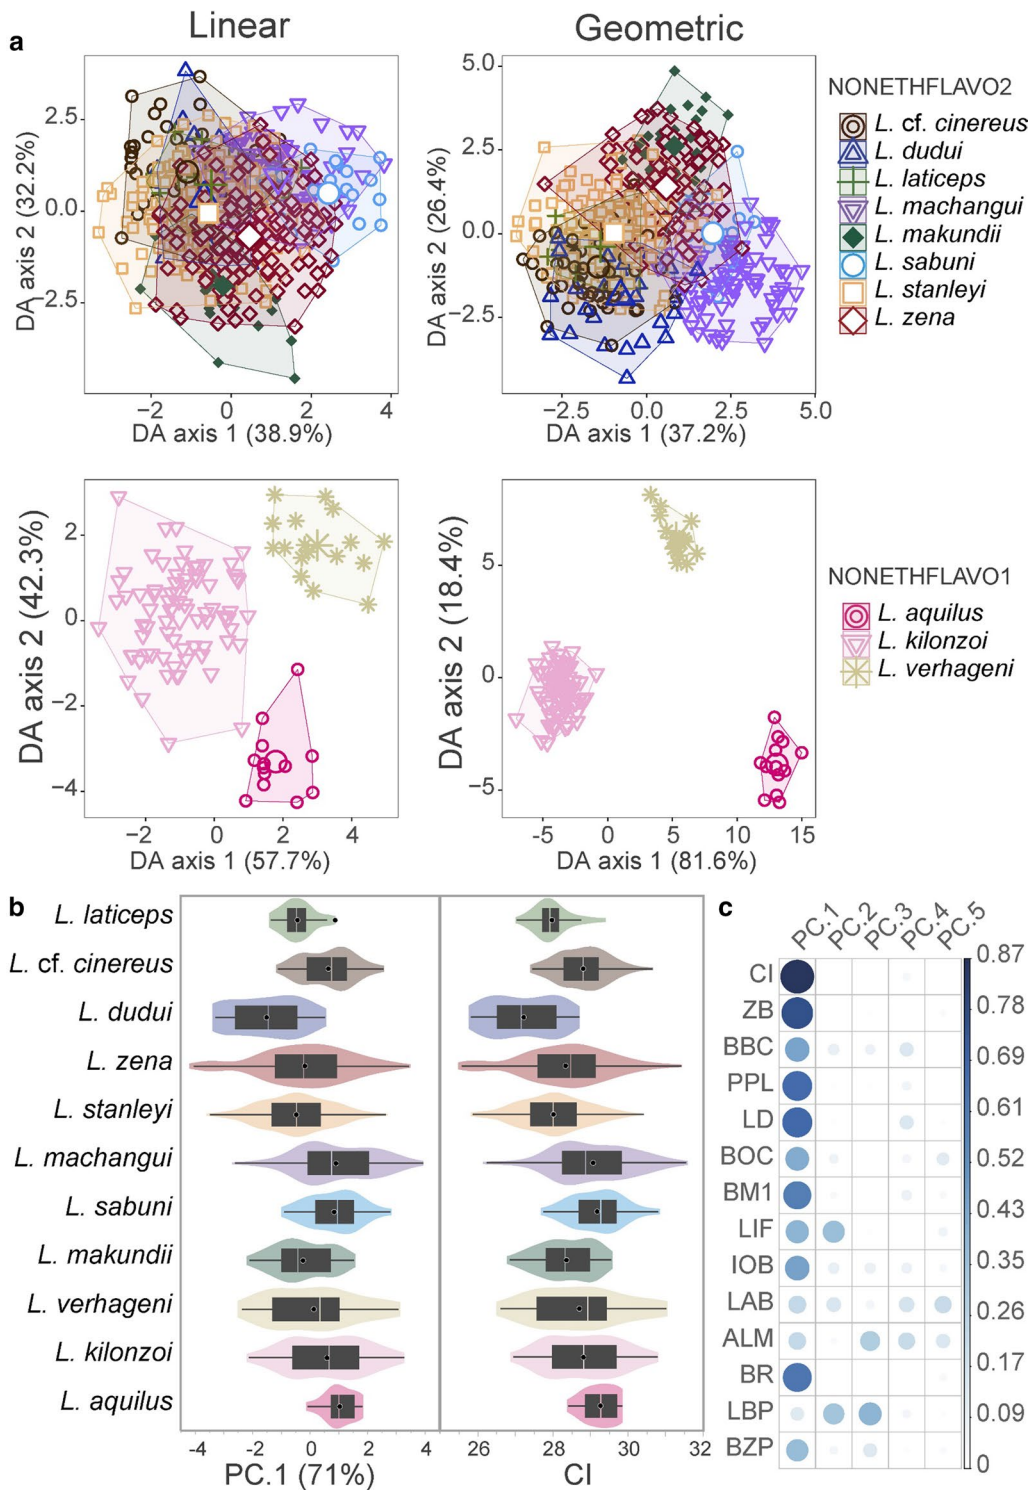 a
Linear
Geometric
DA axis 2 (32.2%)
2.5
0.0
−2.5
−2
0
2
4
DA axis 1 (38.9%)
DA axis 2 (26.4%)
5.0
2.5
0.0
−2.5
−2.5
0.0
2.5
5.0
DA axis 1 (37.2%)
NONETHFLAVO2
L. cf. cinereus
L. dudui
L. laticeps
L. machangui
L. makundii
L. sabuni
L. stanleyi
L. zena
DA axis 2 (42.3%)
2
0
−2
−4
−2
0
2
4
DA axis 1 (57.7%)
DA axis 2 (18.4%)
5
0
−5
-5
0
5
10
15
DA axis 1 (81.6%)
NONETHFLAVO1
L. aquilus
L. kilonzoi
L. verhageni
b
L. laticeps
L. cf. cinereus
L. dudui
L. zena
L. stanleyi
L. machangui
L. sabuni
L. makundii
L. verhageni
L. kilonzoi
L. aquilus
−4 −2 0 2 4
PC.1 (71%)
26 28 30 32
CI
c
PC.1 PC.2 PC.3 PC.4 PC.5
CI
ZB
BBC
PPL
LD
BOC
BM1
LIF
IOB
LAB
ALM
BR
LBP
BZP
0.87
0.78
0.69
0.61
0.52
0.43
0.35
0.26
0.17
0.09
0